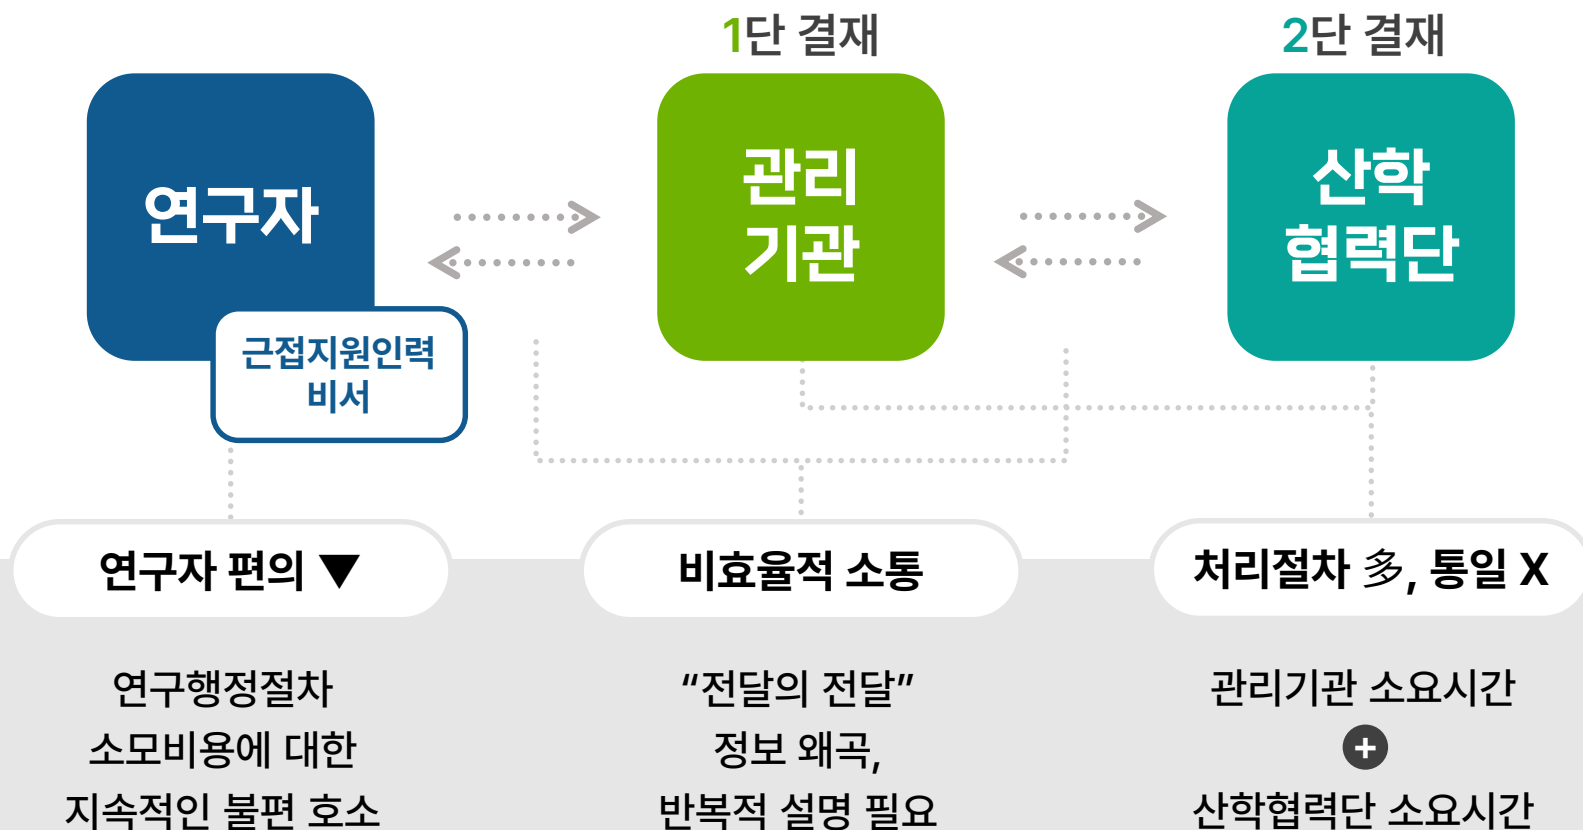 1단 결재
2단 결재
연구자
관리
기관
산학
협력단
근접지원인력
비서
연구자 편의 ▼
비효율적 소통
처리절차 多, 통일 X
연구행정절차
소모비용에 대한
지속적인 불편 호소
“전달의 전달”
정보 왜곡,
반복적 설명 필요
관리기관 소요시간
+
산학협력단 소요시간